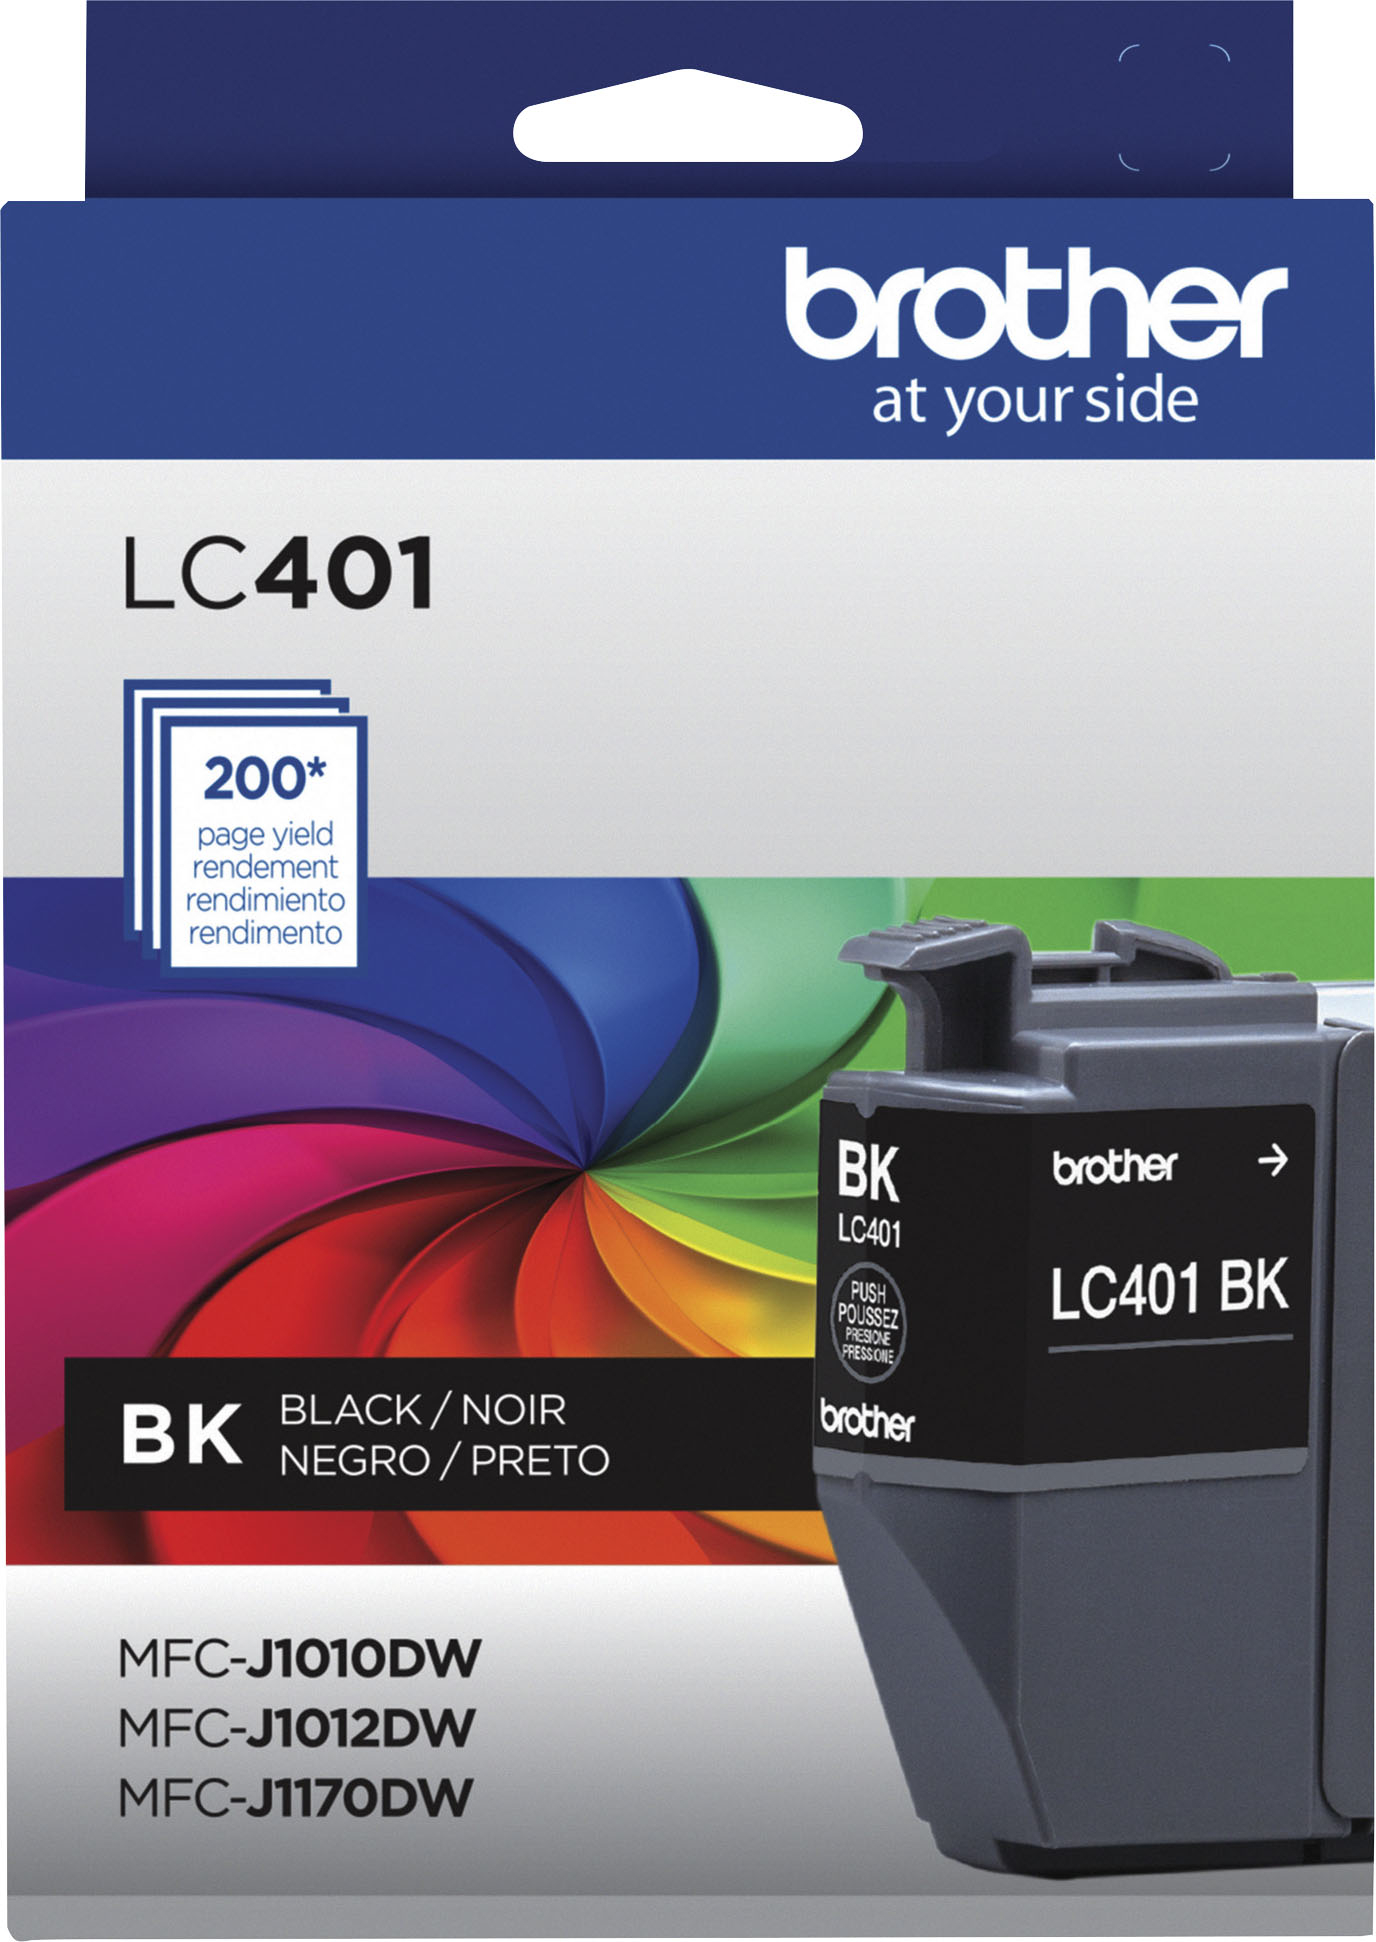 brother
at your side
LC401
200*
page yield
rendement
rendimiento
rendimento
BK
LC401
PUSH
POUSSEZ
PRESIONE
PRESSIONE
brother
brother →
LC401 BK
BK
BLACK / NOIR
NEGRO / PRETO
MFC-J1010DW
MFC-J1012DW
MFC-J1170DW